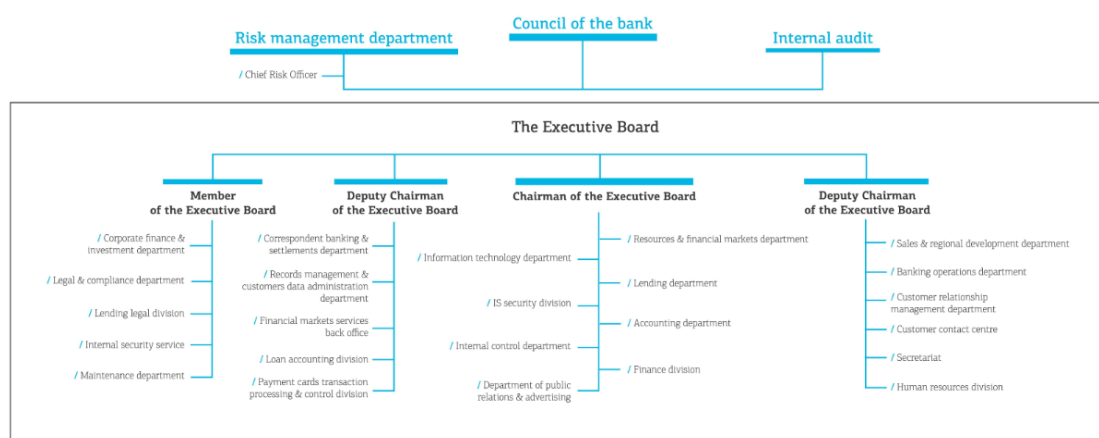 Council of the bank
Risk management department
Internal audit
/ Chief Risk Officer
The Executive Board
Member
of the Executive Board
/ Corporate finance &
investment department
/ Legal & compliance department
/ Lending legal division
/ Internal security service
/ Maintenance department
Deputy Chairman
of the Executive Board
/ Correspondent banking &
settlements department
/ Records management &
customers data administration
department
/ Financial markets services
back office
/ Loan accounting division
/ Payment cards transaction
processing & control division
Chairman of the Executive Board
/ Information technology department
/ IS security division
/ Internal control department
/ Department of public
relations & advertising
/ Resources & financial markets department
/ Lending department
/ Accounting department
/ Finance division
Deputy Chairman
of the Executive Board
/ Sales & regional development department
/ Banking operations department
/ Customer relationship
management department
/ Customer contact centre
/ Secretariat
/ Human resources division